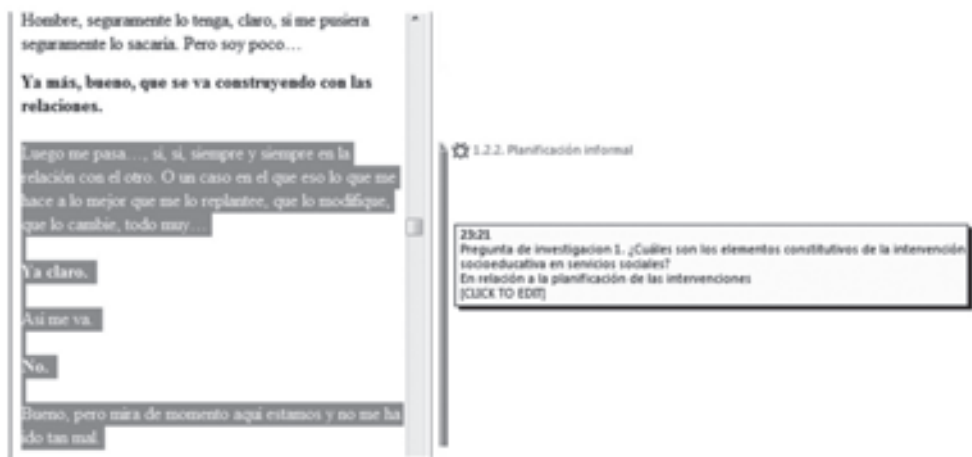 Hombre, seguramente lo tenga, claro, si me pusiera
seguramente lo sacaría. Pero soy poco…
Ya más, bueno, que se va construyendo con las
relaciones.
Luego me pasa…, si, si, siempre y siempre en la
relación con el otro. O un caso en el que eso lo que me
hace a lo mejor que me lo replantee, que lo modifique,
que lo cambie, todo muy…
Ya claro.
Así me va.
No.
Bueno, pero mira de momento aquí estamos y no me ha
ido tan mal.
1.2.2. Planificación informal
23:21
Pregunta de investigacion 1. ¿Cuáles son los elementos constitutivos de la intervención
socioeducativa en servicios sociales?
En relación a la planificación de las intervenciones
[CLICK TO EDIT]